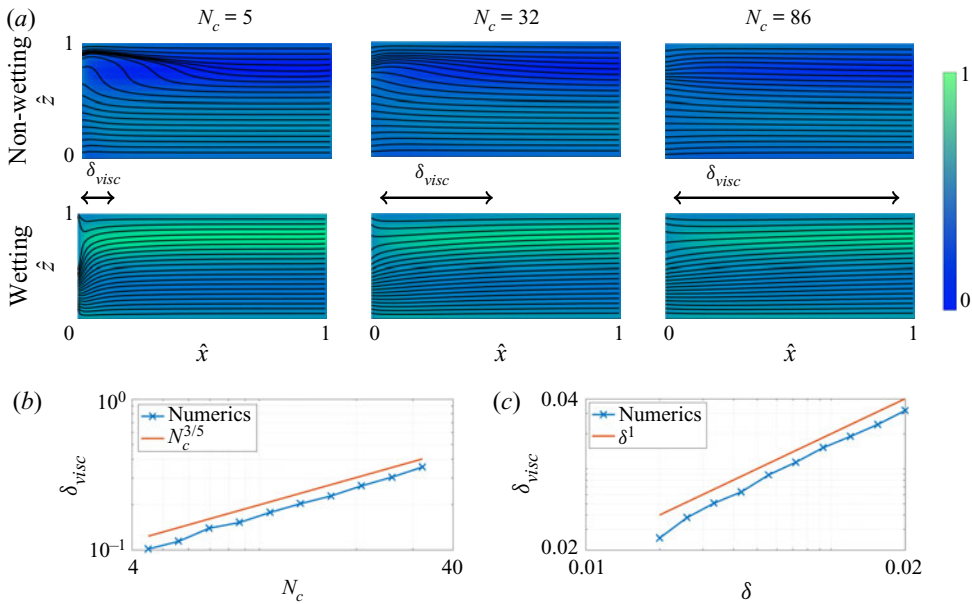 (a) N_c = 5 N_c = 32 N_c = 86
Non-wetting
ẑ
1
0
1
0
δ_visc δ_visc δ_visc
Wetting
ẑ
1
0 1 0 1 0 1
x̂ x̂ x̂
(b)
10^0
Numerics
N_c^{3/5}
δ_visc
10^{-1}
4 40
N_c
(c)
0.04
Numerics
δ^1
δ_visc
0.02
0.01 0.02
δ